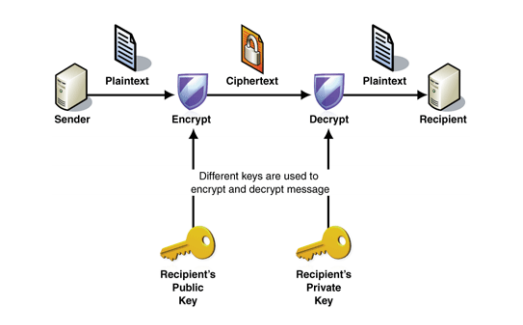 Plaintext
Ciphertext
Plaintext
Sender
Encrypt
Decrypt
Recipient
Different keys are used to
encrypt and decrypt message
Recipient's
Public
Key
Recipient's
Private
Key